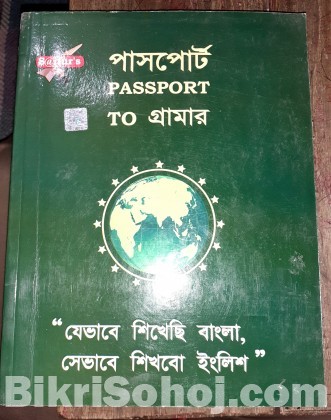 পাসপোর্ট
PASSPORT
TO গ্রামার
“যেভাবে শিখেছি বাংলা,
সেভাবে শিখবো ইংলিশ”
BikriSohoj.com